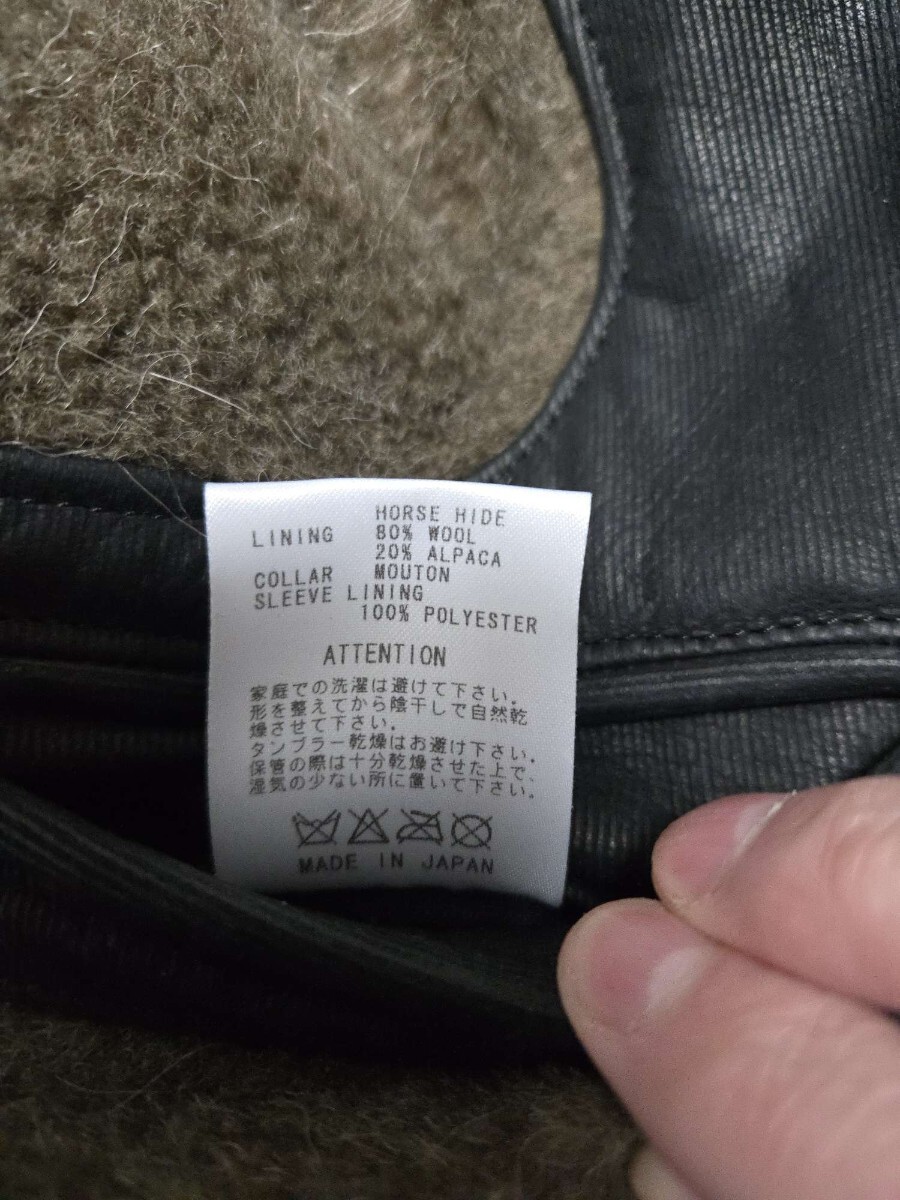 HORSE HIDE
LINING 80% WOOL
20% ALPACA
COLLAR MOUTON
SLEEVE LINING
100% POLYESTER
ATTENTION
家庭での洗濯は避けて下さい。
形を整えてから陰干しで自然乾
燥させて下さい。
タンブラー乾燥はお避け下さい。
保管の際は十分乾燥させた上で、
湿気の少ない所に置いて下さい。
MADE IN JAPAN